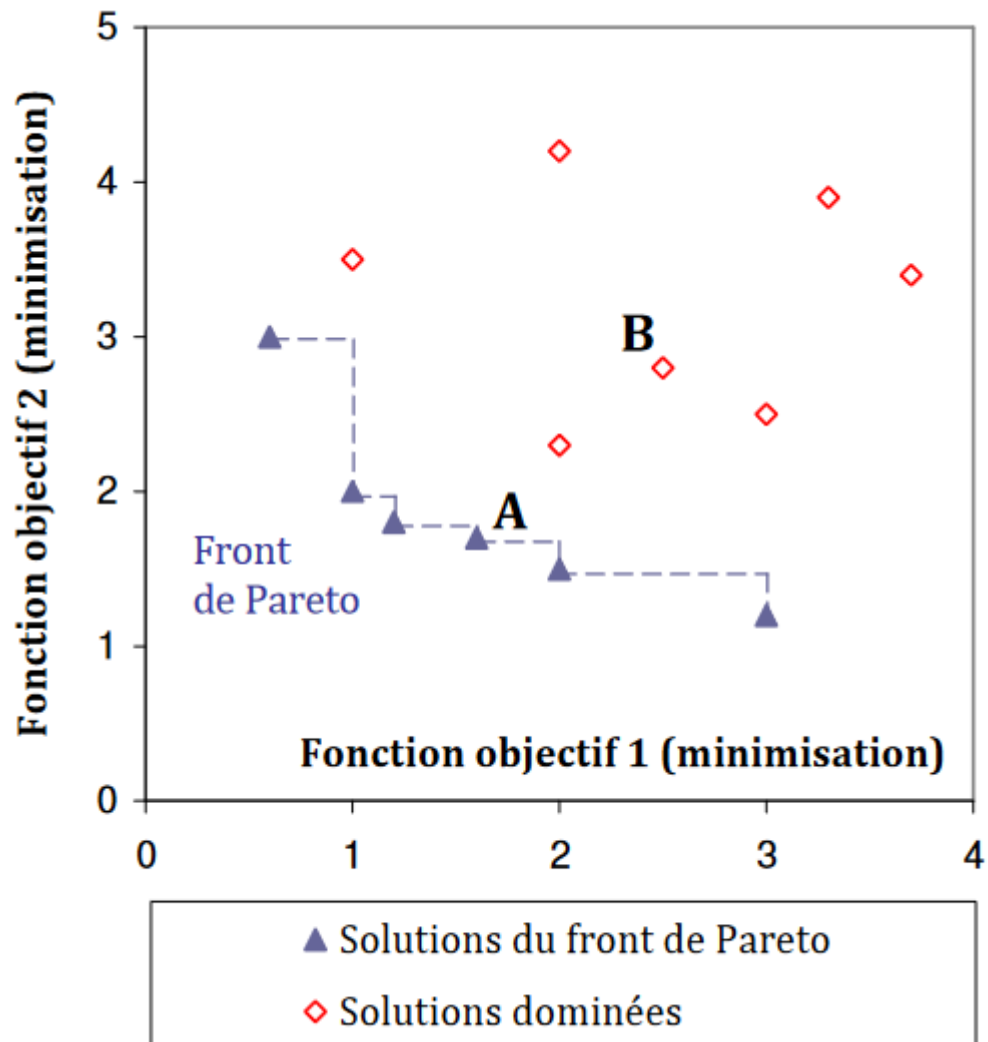 5
4
3
2
1
0
Fonction objectif 2 (minimisation)
B
A
Front
de Pareto
Fonction objectif 1 (minimisation)
0 1 2 3 4
Solutions du front de Pareto
Solutions dominées